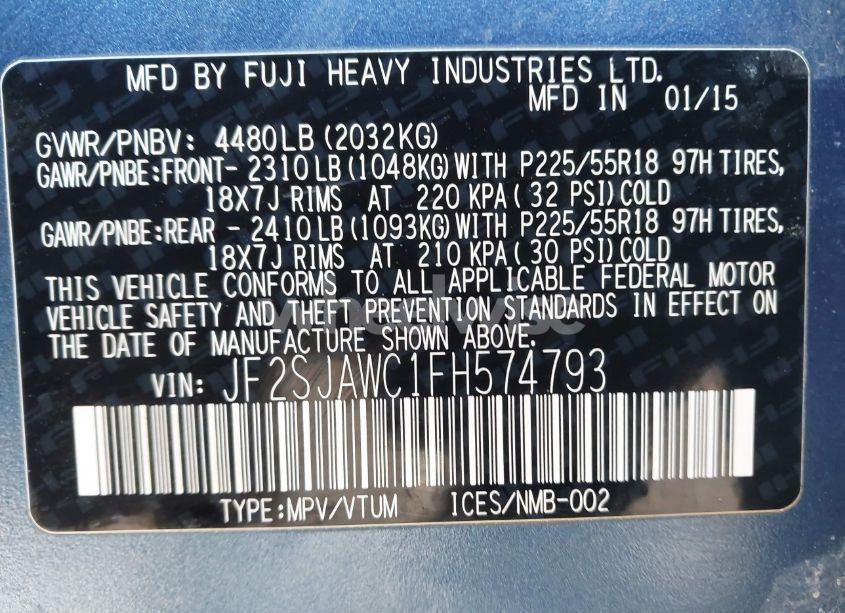 MFD BY FUJI HEAVY INDUSTRIES LTD.
MFD IN 01/15
GVWR/PNBV: 4480LB (2032KG)
GAWR/PNBE:FRONT- 2310LB(1048KG)WITH P225/55R18 97H TIRES,
18X7J RIMS AT 220 KPA( 32 PSI)COLD
GAWR/PNBE:REAR - 2410LB(1093KG)WITH P225/55R18 97H TIRES,
18X7J RIMS AT 210 KPA( 30 PSI)COLD
THIS VEHICLE CONFORMS TO ALL APPLICABLE FEDERAL MOTOR
VEHICLE SAFETY AND THEFT PREVENTION STANDARDS IN EFFECT ON
THE DATE OF MANUFACTURE SHOWN ABOVE.
VIN: JF2SJAWC1FH574793
TYPE:MPV/VTUM ICES/NMB-002